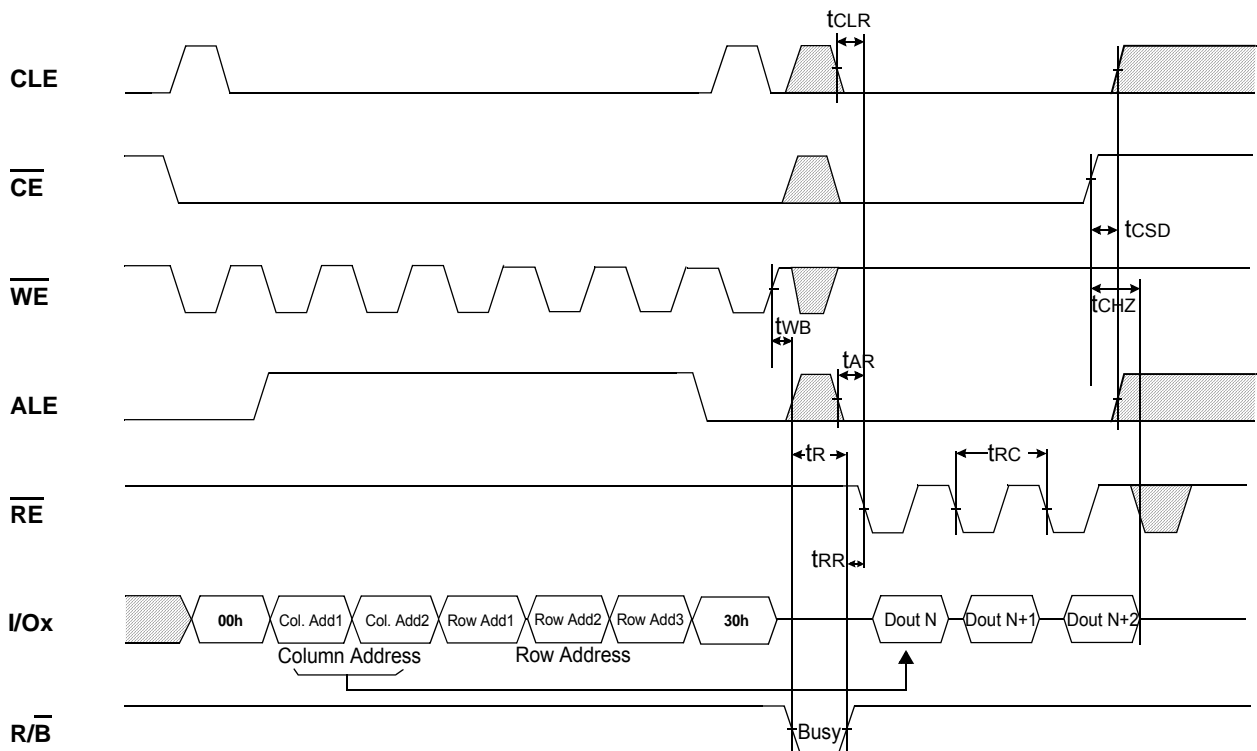 tCLR
CLE
CE
tCSD
WE
tCHZ
tWB
tAR
ALE
tR
tRC
RE
tRR
I/Ox
00h
Col. Add1
Col. Add2
Row Add1
Row Add2
Row Add3
30h
Dout N
Dout N+1
Dout N+2
Column Address
Row Address
R/B
Busy